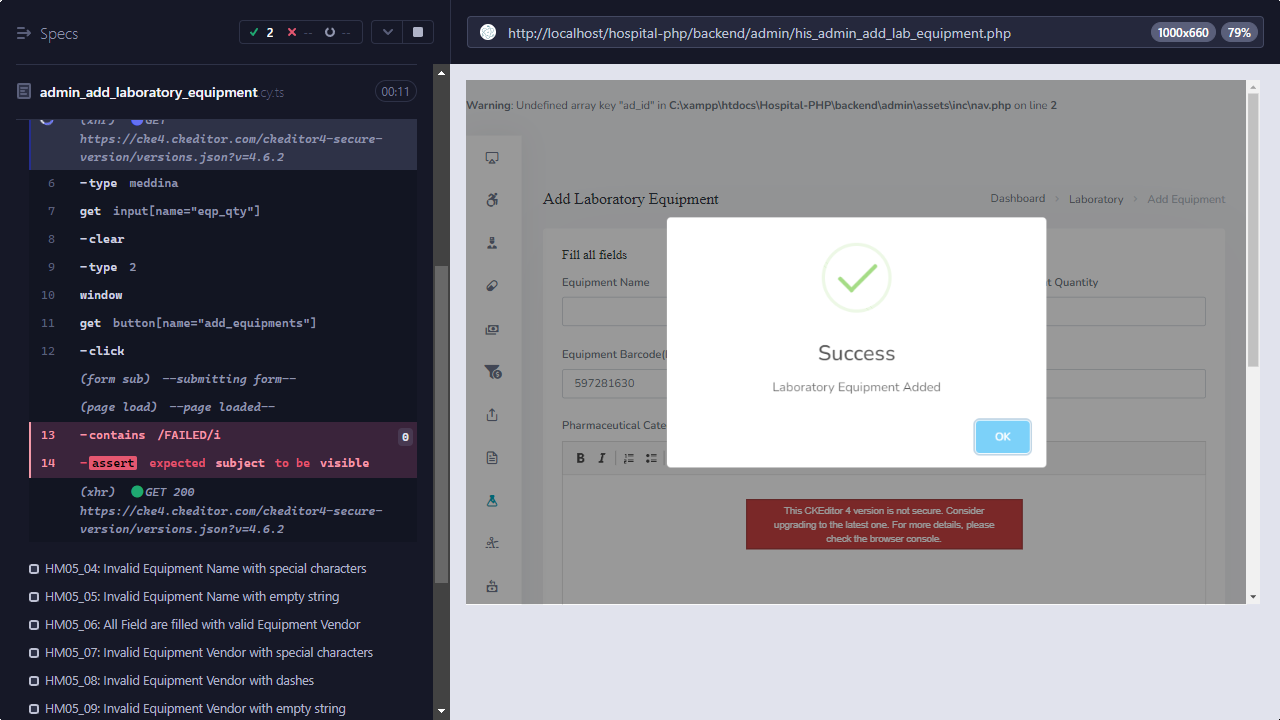 Specs
2
--
--
admin_add_laboratory_equipment.cy.ts
00:11
(xhr) GET
https://cke4.ckeditor.com/ckeditor4-secure-
version/versions.json?v=4.6.2
6 -type meddina
7 get input[name="eqp_qty"]
8 -clear
9 -type 2
10 window
11 get button[name="add_equipments"]
12 -click
(form sub) --submitting form--
(page load) --page loaded--
13 -contains /FAILED/i 0
14 -assert expected subject to be visible
(xhr) GET 200
https://cke4.ckeditor.com/ckeditor4-secure-
version/versions.json?v=4.6.2
HM05_04: Invalid Equipment Name with special characters
HM05_05: Invalid Equipment Name with empty string
HM05_06: All Field are filled with valid Equipment Vendor
HM05_07: Invalid Equipment Vendor with special characters
HM05_08: Invalid Equipment Vendor with dashes
HM05_09: Invalid Equipment Vendor with empty string
http://localhost/hospital-php/backend/admin/his_admin_add_lab_equipment.php
1000x660
79%
Warning: Undefined array key "ad_id" in C:\xampp\htdocs\Hospital-PHP\backend\admin\assets\inc\nav.php on line 2
Add Laboratory Equipment
Dashboard > Laboratory > Add Equipment
Fill all fields
Equipment Name
Quantity
Equipment Barcode(
597281630
Pharmaceutical Cate
B I
Success
Laboratory Equipment Added
OK
This CKEditor 4 version is not secure. Consider
upgrading to the latest one. For more details, please
check the browser console.